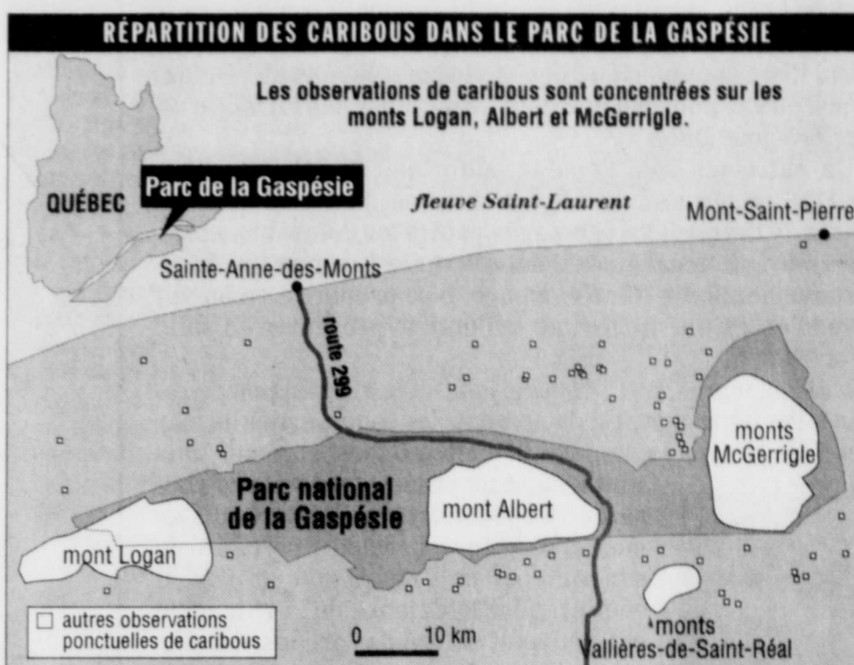 RÉPARTITION DES CARIBOUS DANS LE PARC DE LA GASPÉSIE
Les observations de caribous sont concentrées sur les
monts Logan, Albert et McGerrigle.
Parc de la Gaspésie
QUÉBEC
fleuve Saint-Laurent
Mont-Saint-Pierre
Sainte-Anne-des-Monts
route 299
monts
McGerrigle
Parc national
de la Gaspésie
mont Albert
mont Logan
autres observations
ponctuelles de caribous
0 10 km
monts
Vallières-de-Saint-Réal